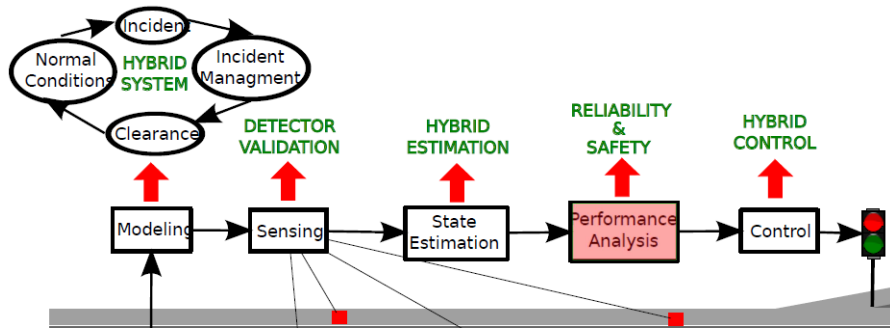 Incident
Normal
Conditions
HYBRID
SYSTEM
Incident
Managment
Clearance
DETECTOR
VALIDATION
HYBRID
ESTIMATION
RELIABILITY
&
SAFETY
HYBRID
CONTROL
Modeling
Sensing
State
Estimation
Performance
Analysis
Control